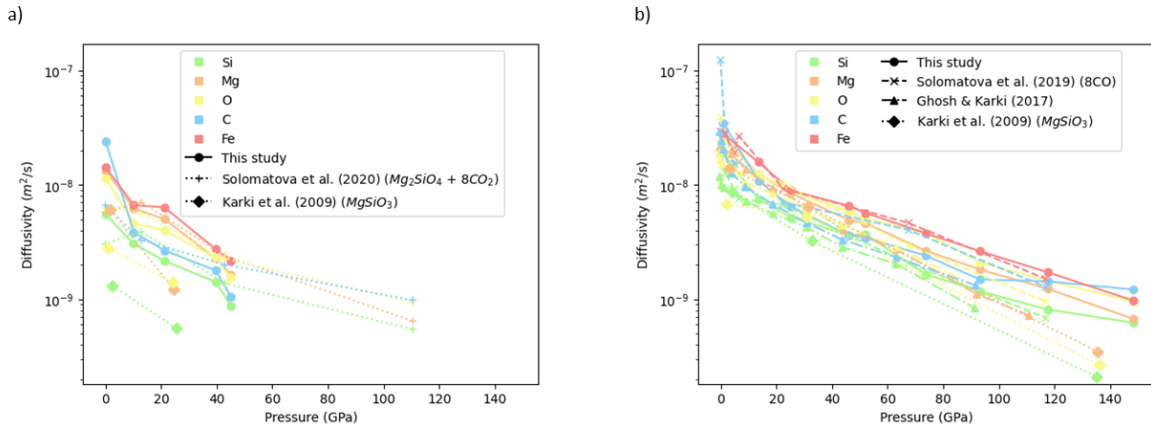 a)
b)
10⁻⁷
10⁻⁸
10⁻⁹
Diffusivity (m²/s)
Si
Mg
O
C
Fe
This study
Solomatova et al. (2020) (Mg₂SiO₄ + 8CO₂)
Karki et al. (2009) (MgSiO₃)
0 20 40 60 80 100 120 140
Pressure (GPa)
10⁻⁷
10⁻⁸
10⁻⁹
Diffusivity (m²/s)
Si
Mg
O
C
Fe
This study
Solomatova et al. (2019) (8CO)
Ghosh & Karki (2017)
Karki et al. (2009) (MgSiO₃)
0 20 40 60 80 100 120 140
Pressure (GPa)